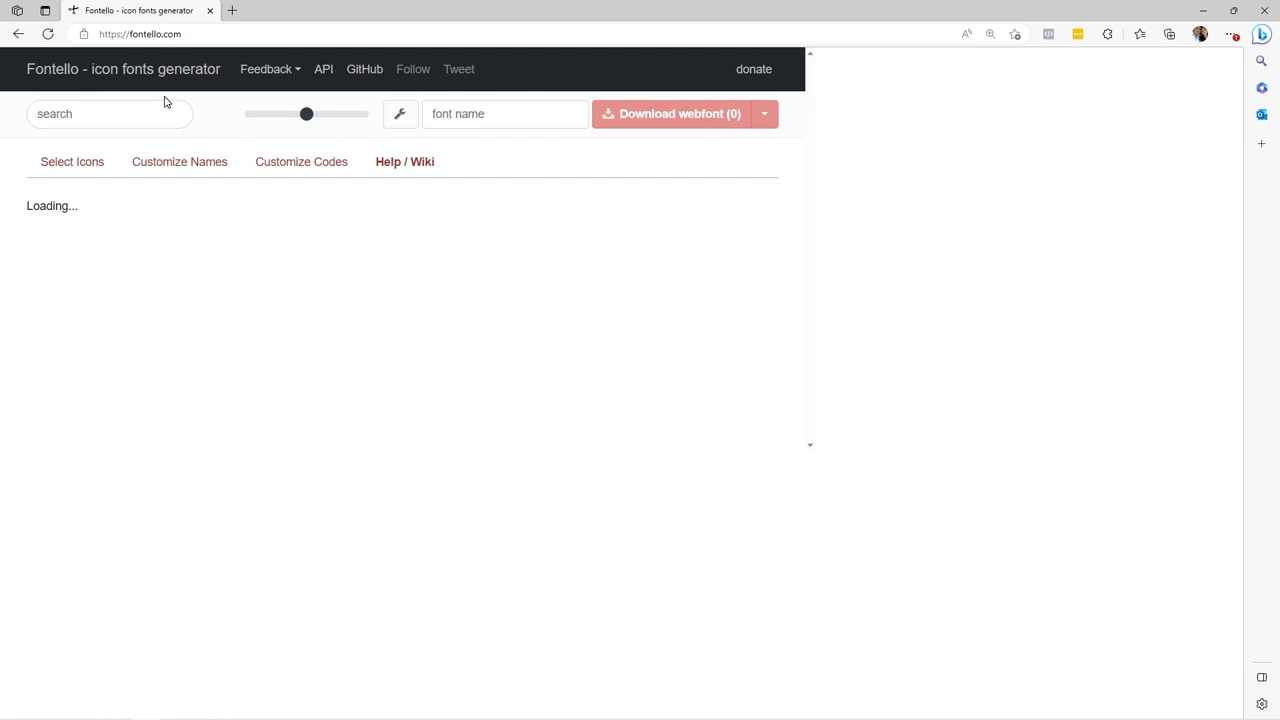 Fontello - icon fonts generator
https://fontello.com
Fontello - icon fonts generator Feedback API GitHub Follow Tweet donate
search font name Download webfont (0)
Select Icons Customize Names Customize Codes Help / Wiki
Loading...